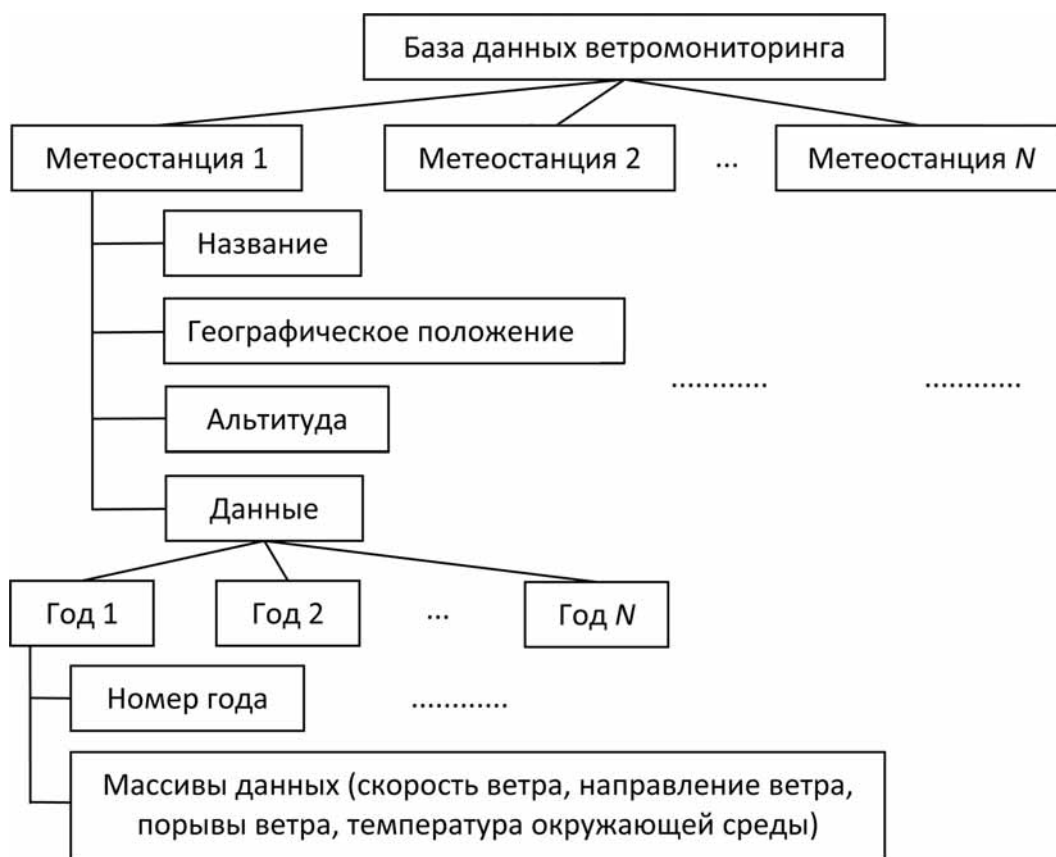 База данных ветромониторинга
Метеостанция 1
Метеостанция 2
...
Метеостанция N
Название
Географическое положение
............
............
Альтитуда
Данные
Год 1
Год 2
...
Год N
Номер года
............
Массивы данных (скорость ветра, направление ветра,
порывы ветра, температура окружающей среды)